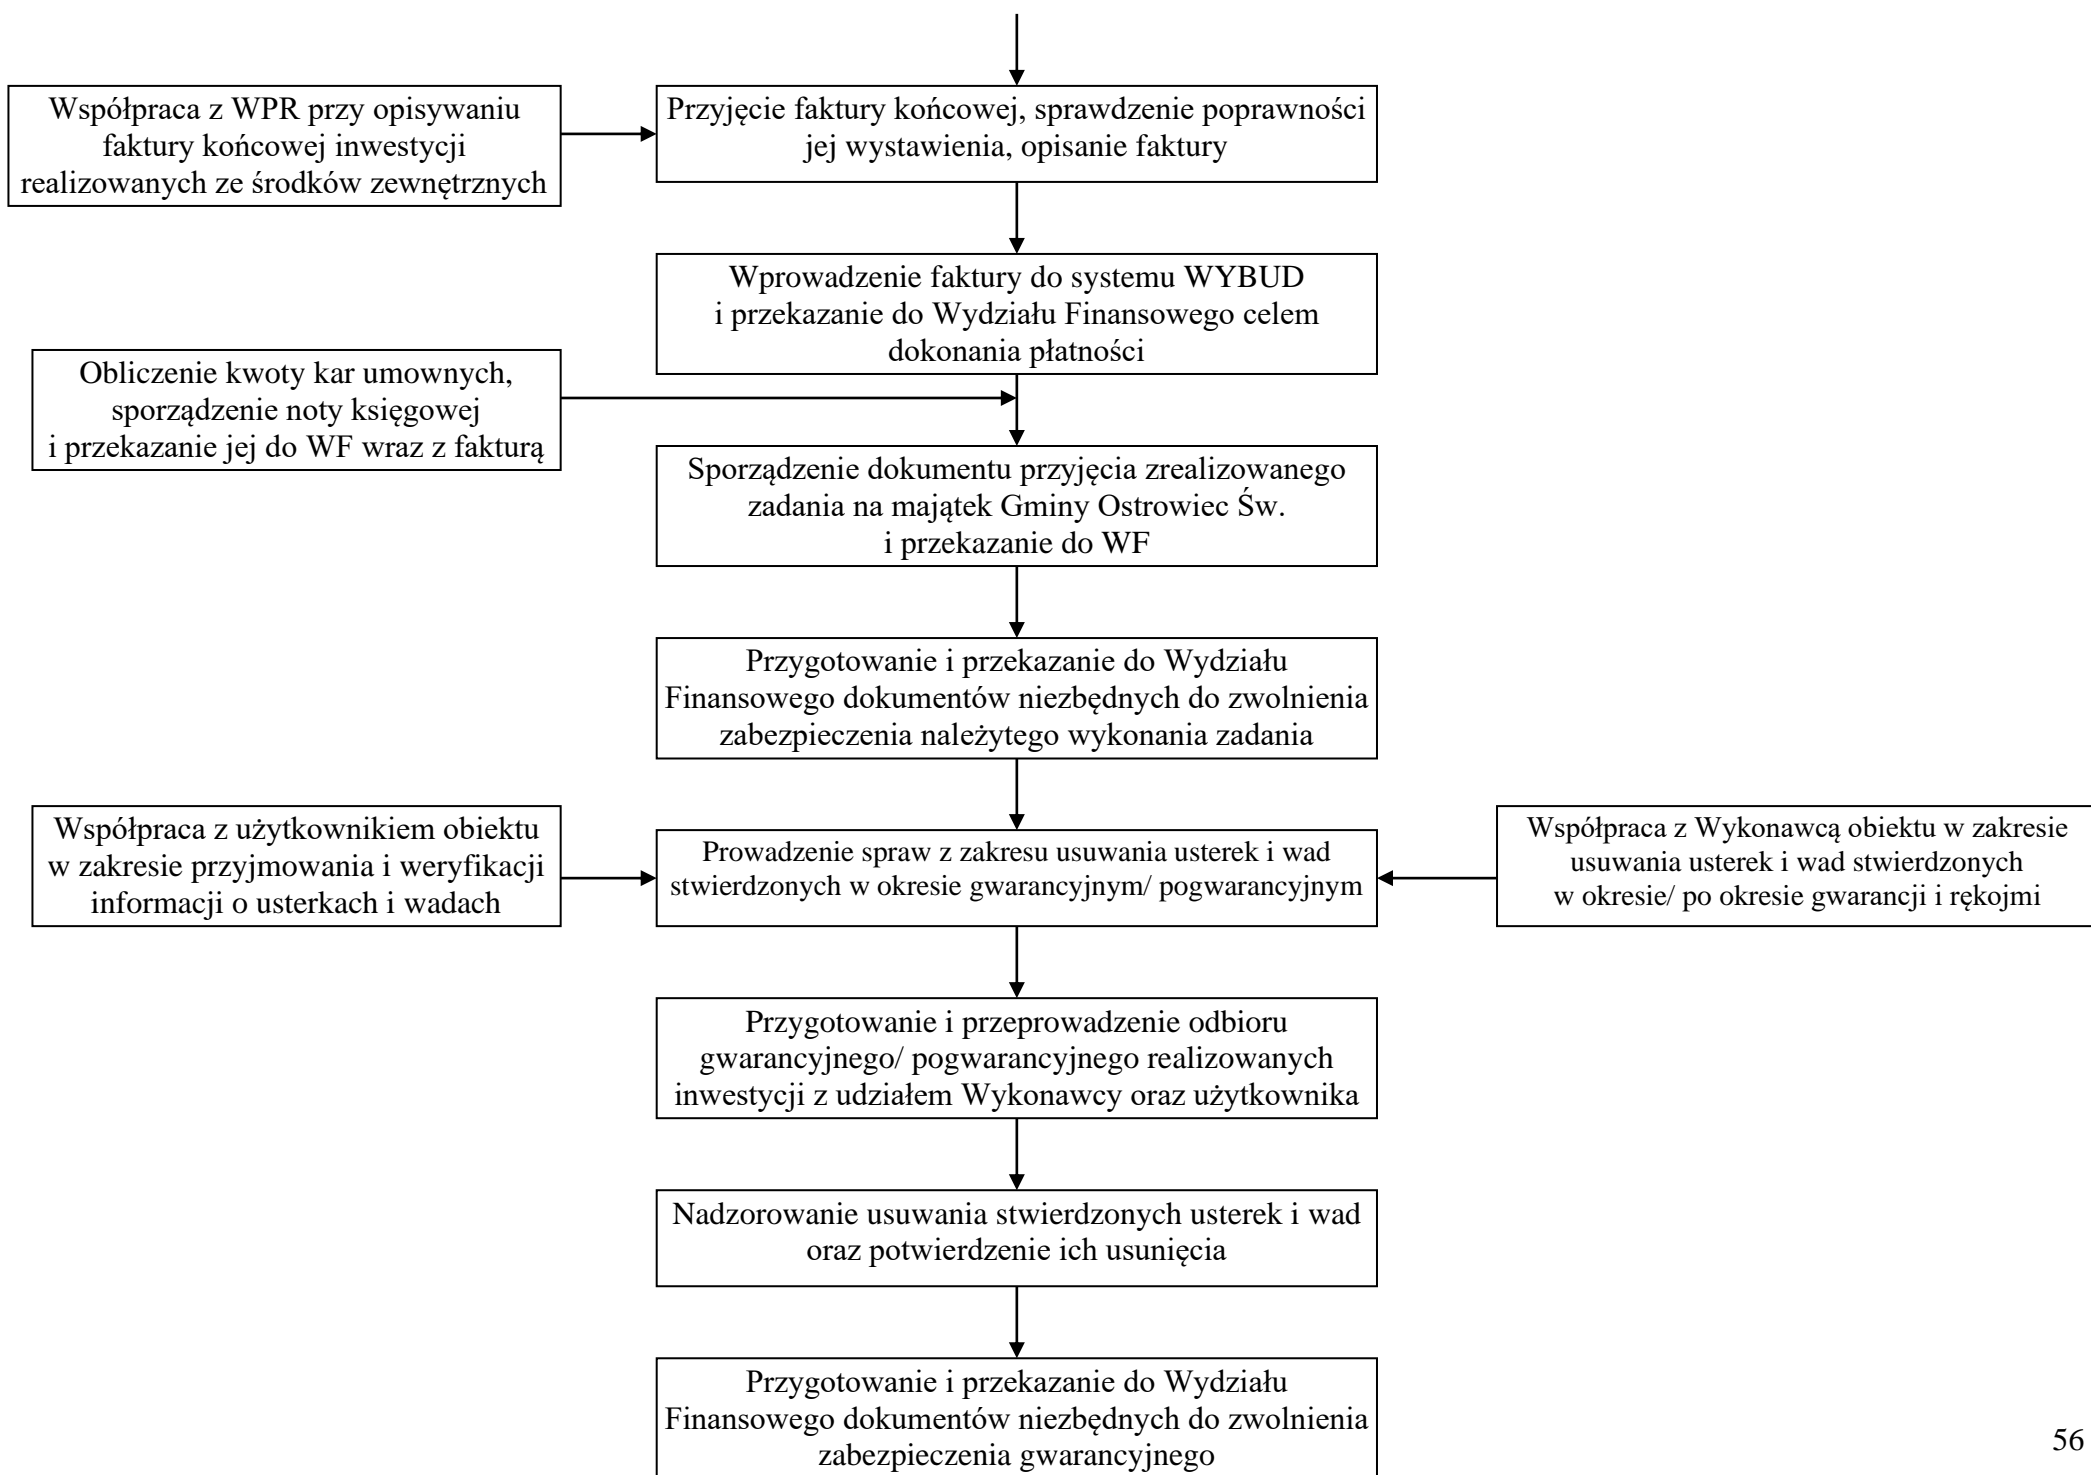 Współpraca z WPR przy opisywaniu
faktury końcowej inwestycji
realizowanych ze środków zewnętrznych
Przyjęcie faktury końcowej, sprawdzenie poprawności
jej wystawienia, opisanie faktury
Wprowadzenie faktury do systemu WYBUD
i przekazanie do Wydziału Finansowego celem
dokonania płatności
Obliczenie kwoty kar umownych,
sporządzenie noty księgowej
i przekazanie jej do WF wraz z fakturą
Sporządzenie dokumentu przyjęcia zrealizowanego
zadania na majątek Gminy Ostrowiec Św.
i przekazanie do WF
Przygotowanie i przekazanie do Wydziału
Finansowego dokumentów niezbędnych do zwolnienia
zabezpieczenia należytego wykonania zadania
Współpraca z użytkownikiem obiektu
w zakresie przyjmowania i weryfikacji
informacji o usterkach i wadach
Prowadzenie spraw z zakresu usuwania usterek i wad
stwierdzonych w okresie gwarancyjnym/ pogwarancyjnym
Współpraca z Wykonawcą obiektu w zakresie
usuwania usterek i wad stwierdzonych
w okresie/ po okresie gwarancji i rękojmi
Przygotowanie i przeprowadzenie odbioru
gwarancyjnego/ pogwarancyjnego realizowanych
inwestycji z udziałem Wykonawcy oraz użytkownika
Nadzorowanie usuwania stwierdzonych usterek i wad
oraz potwierdzenie ich usunięcia
Przygotowanie i przekazanie do Wydziału
Finansowego dokumentów niezbędnych do zwolnienia
zabezpieczenia gwarancyjnego
56